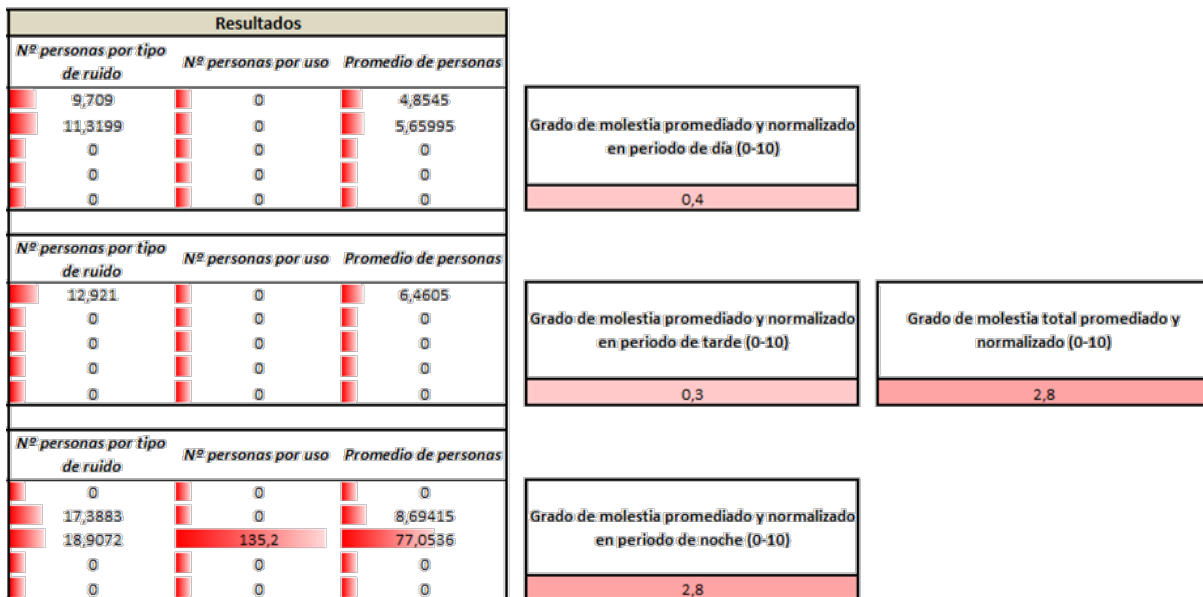 Resultados
Nº personas por tipo de ruido Nº personas por uso Promedio de personas
9,709 0 4,8545
11,3199 0 5,65995
0 0 0
0 0 0
0 0 0
Grado de molestia promediado y normalizado
en periodo de día (0-10)
0,4
Nº personas por tipo de ruido Nº personas por uso Promedio de personas
12,921 0 6,4605
0 0 0
0 0 0
0 0 0
0 0 0
Grado de molestia promediado y normalizado
en periodo de tarde (0-10)
0,3
Grado de molestia total promediado y
normalizado (0-10)
2,8
Nº personas por tipo de ruido Nº personas por uso Promedio de personas
0 0 0
17,3883 0 8,69415
18,9072 135,2 77,0536
0 0 0
0 0 0
Grado de molestia promediado y normalizado
en periodo de noche (0-10)
2,8